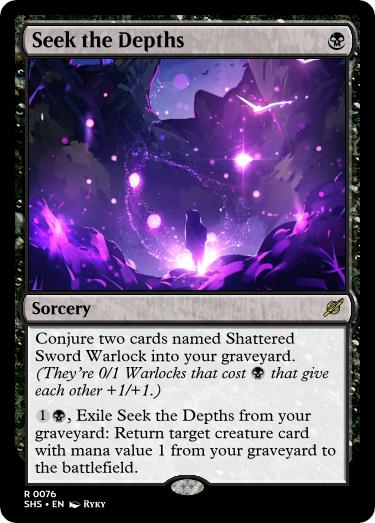 Seek the Depths
Sorcery
Conjure two cards named Shattered
Sword Warlock into your graveyard.
(They're 0/1 Warlocks that cost that give
each other +1/+1.)
1, Exile Seek the Depths from your
graveyard: Return target creature card
with mana value 1 from your graveyard to
the battlefield.
R 0076
SHS • EN Ryky